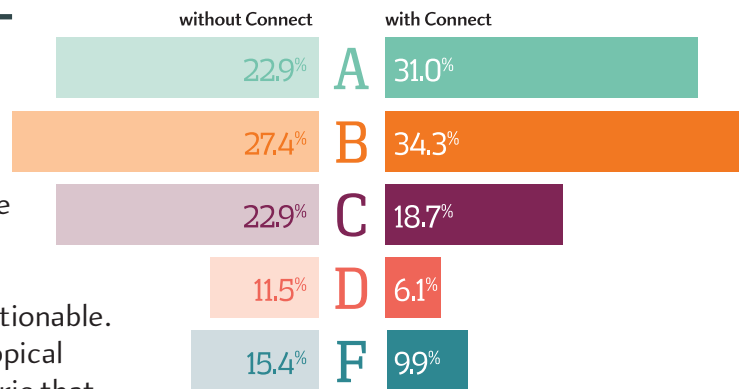 without Connect with Connect
22.9% A 31.0%
27.4% B 34.3%
e
22.9% C 18.7%
11.5% D 6.1%
tionable.
opical
15.4% F 9.9%